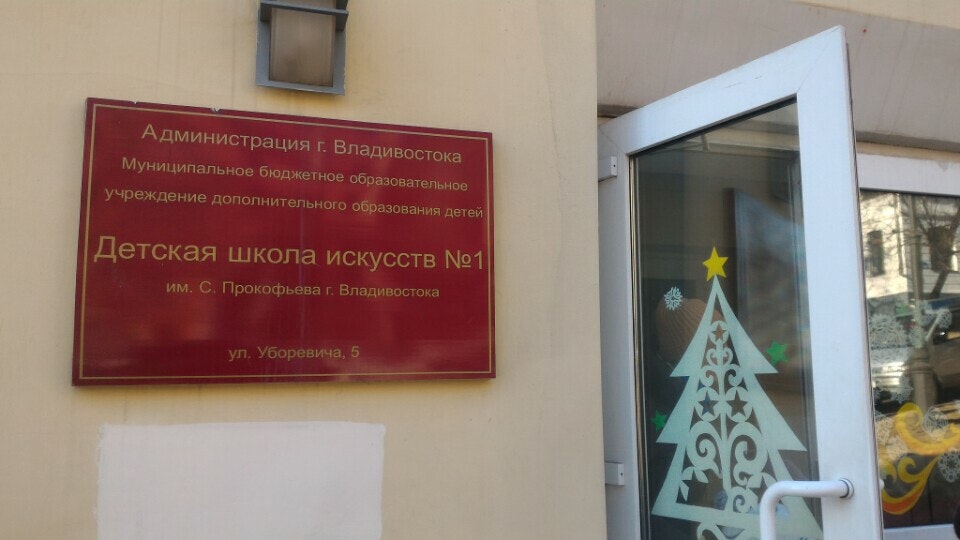 Администрация г. Владивостока
Муниципальное бюджетное образовательное
учреждение дополнительного образования детей
Детская школа искусств №1
им. С. Прокофьева г. Владивостока
ул. Уборевича, 5